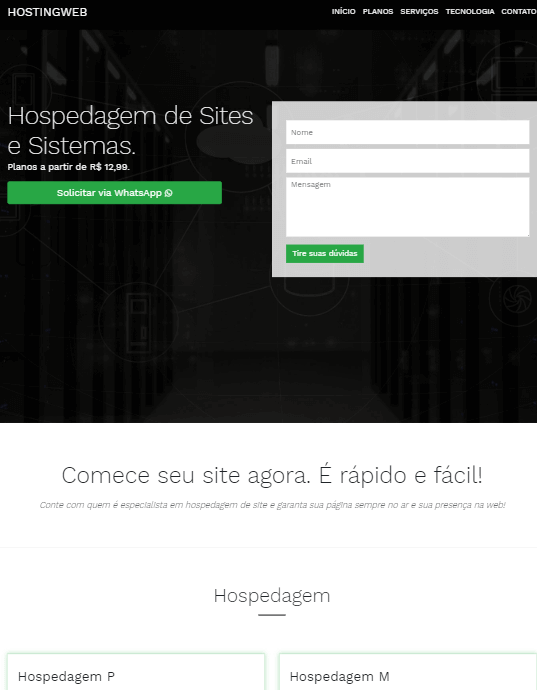 HOSTINGWEB
INÍCIO PLANOS SERVIÇOS TECNOLOGIA CONTATO
Hospedagem de Sites
e Sistemas.
Planos a partir de R$ 12,99.
Solicitar via WhatsApp
Nome
Email
Mensagem
Tire suas dúvidas
Comece seu site agora. É rápido e fácil!
Conte com quem é especialista em hospedagem de site e garanta sua página sempre no ar e sua presença na web!
Hospedagem
Hospedagem P
Hospedagem M